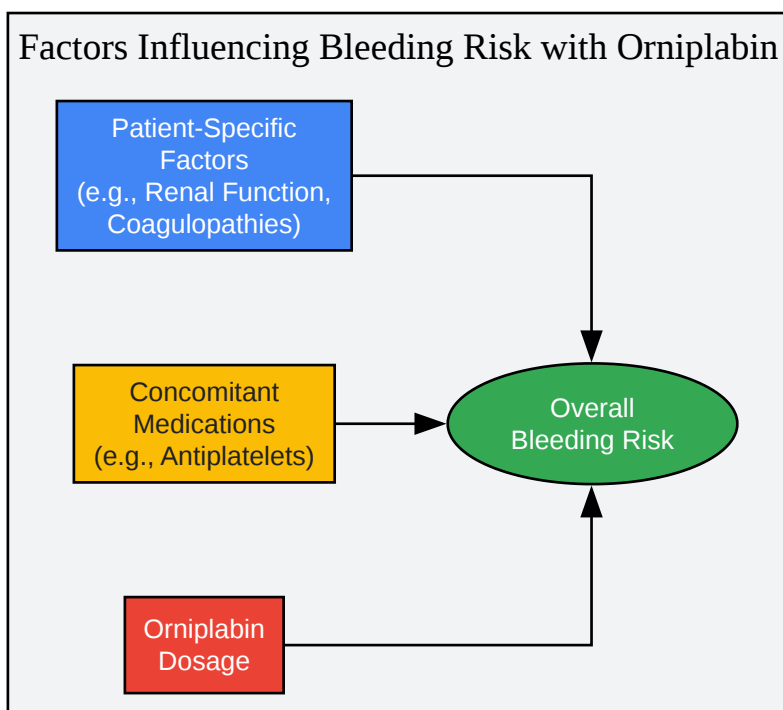 Factors Influencing Bleeding Risk with Orniplabin
Patient-Specific
Factors
(e.g., Renal Function,
Coagulopathies)
Concomitant
Medications
(e.g., Antiplatelets)
Overall
Bleeding Risk
Orniplabin
Dosage